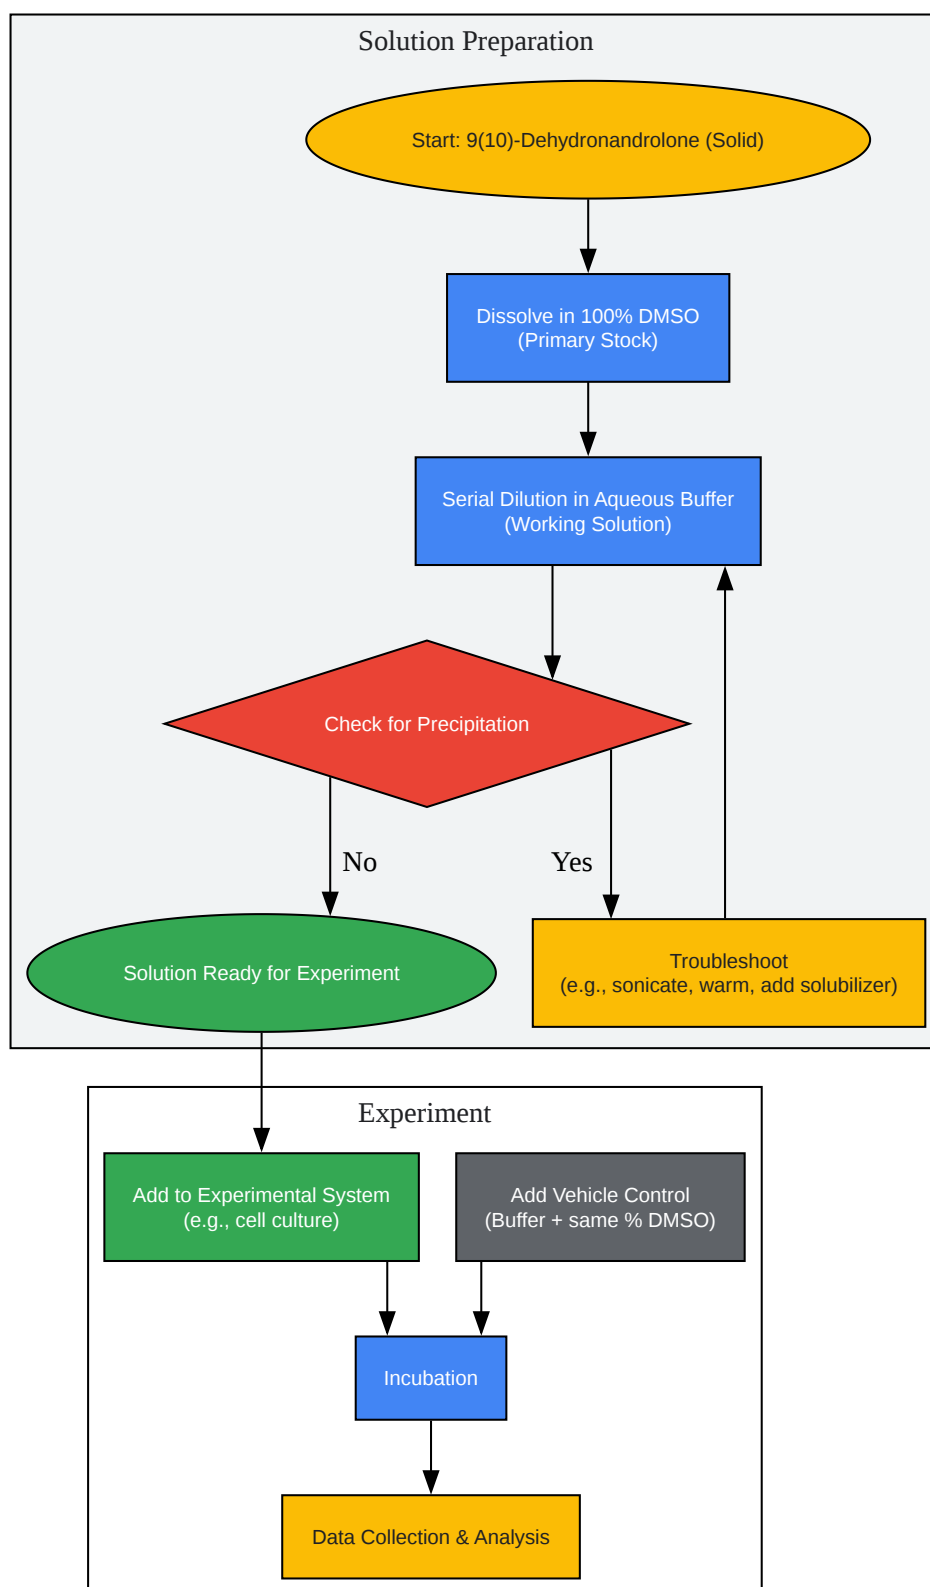 Solution Preparation
Start: 9(10)-Dehydronandrolone (Solid)
Dissolve in 100% DMSO
(Primary Stock)
Serial Dilution in Aqueous Buffer
(Working Solution)
Check for Precipitation
No
Yes
Solution Ready for Experiment
Troubleshoot
(e.g., sonicate, warm, add solubilizer)
Experiment
Add to Experimental System
(e.g., cell culture)
Add Vehicle Control
(Buffer + same % DMSO)
Incubation
Data Collection & Analysis